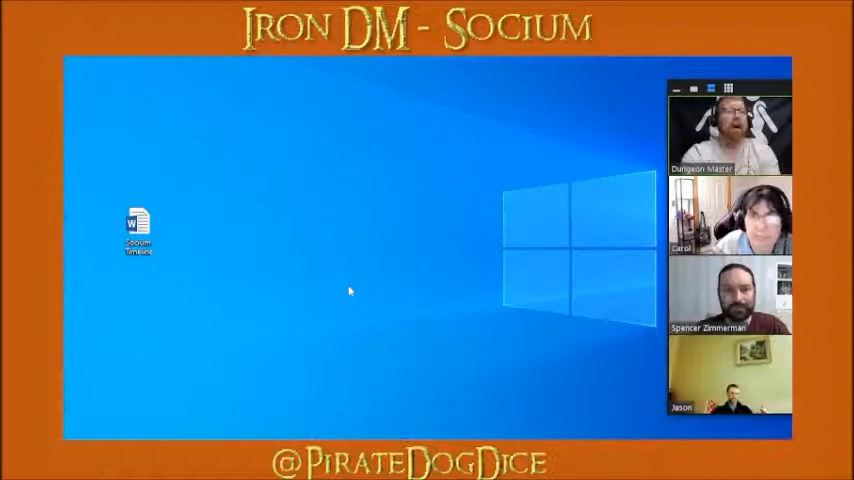 Iron DM - Socium
Dungeon Master
Carol
Spencer Zimmerman
Jason
W
Socium
Timeline
@PirateDogDice